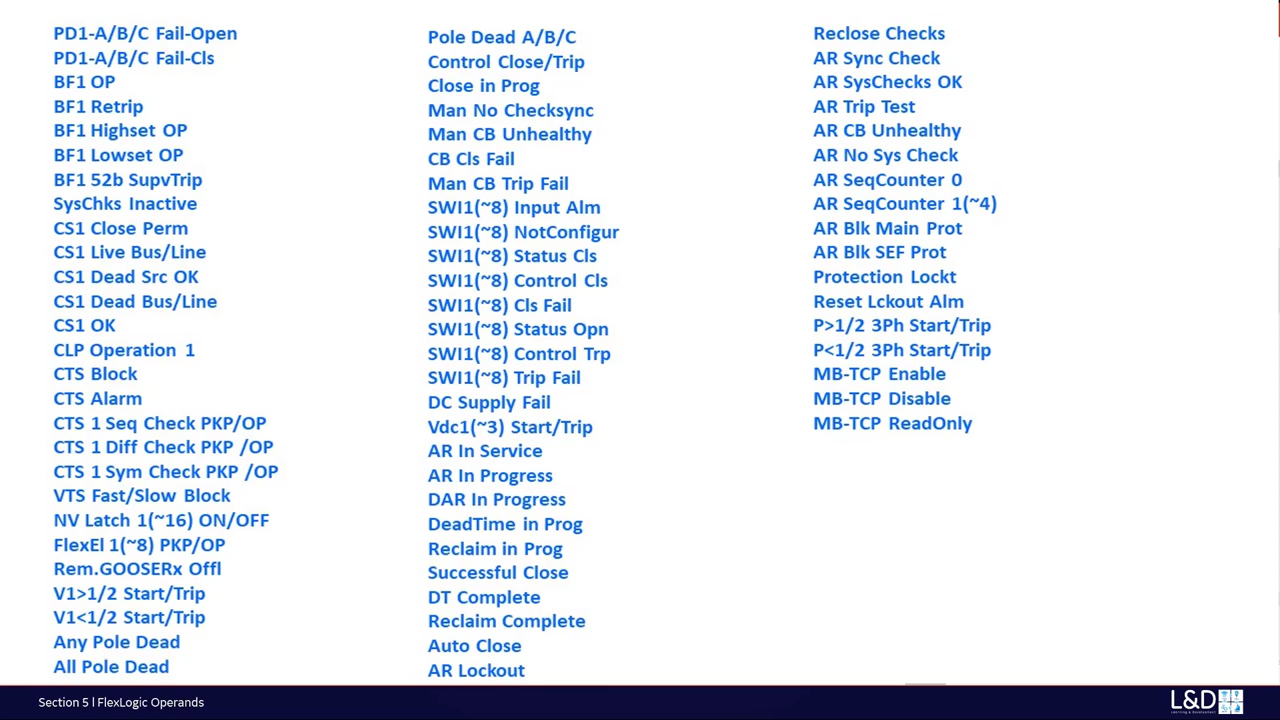 PD1-A/B/C Fail-Open
PD1-A/B/C Fail-Cls
BF1 OP
BF1 Retrip
BF1 Highset OP
BF1 Lowset OP
BF1 52b SupvTrip
SysChks Inactive
CS1 Close Perm
CS1 Live Bus/Line
CS1 Dead Src OK
CS1 Dead Bus/Line
CS1 OK
CLP Operation 1
CTS Block
CTS Alarm
CTS 1 Seq Check PKP/OP
CTS 1 Diff Check PKP /OP
CTS 1 Sym Check PKP /OP
VTS Fast/Slow Block
NV Latch 1(~16) ON/OFF
FlexEl 1(~8) PKP/OP
Rem.GOOSERx Offl
V1>1/2 Start/Trip
V1<1/2 Start/Trip
Any Pole Dead
All Pole Dead
Pole Dead A/B/C
Control Close/Trip
Close in Prog
Man No Checksync
Man CB Unhealthy
CB Cls Fail
Man CB Trip Fail
SWI1(~8) Input Alm
SWI1(~8) NotConfigur
SWI1(~8) Status Cls
SWI1(~8) Control Cls
SWI1(~8) Cls Fail
SWI1(~8) Status Opn
SWI1(~8) Control Trp
SWI1(~8) Trip Fail
DC Supply Fail
Vdc1(~3) Start/Trip
AR In Service
AR In Progress
DAR In Progress
DeadTime in Prog
Reclaim in Prog
Successful Close
DT Complete
Reclaim Complete
Auto Close
AR Lockout
Reclose Checks
AR Sync Check
AR SysChecks OK
AR Trip Test
AR CB Unhealthy
AR No Sys Check
AR SeqCounter 0
AR SeqCounter 1(~4)
AR Blk Main Prot
AR Blk SEF Prot
Protection Lockt
Reset Lckout Alm
P>1/2 3Ph Start/Trip
P<1/2 3Ph Start/Trip
MB-TCP Enable
MB-TCP Disable
MB-TCP ReadOnly
Section 5 l FlexLogic Operands
L&D
Learning & Development